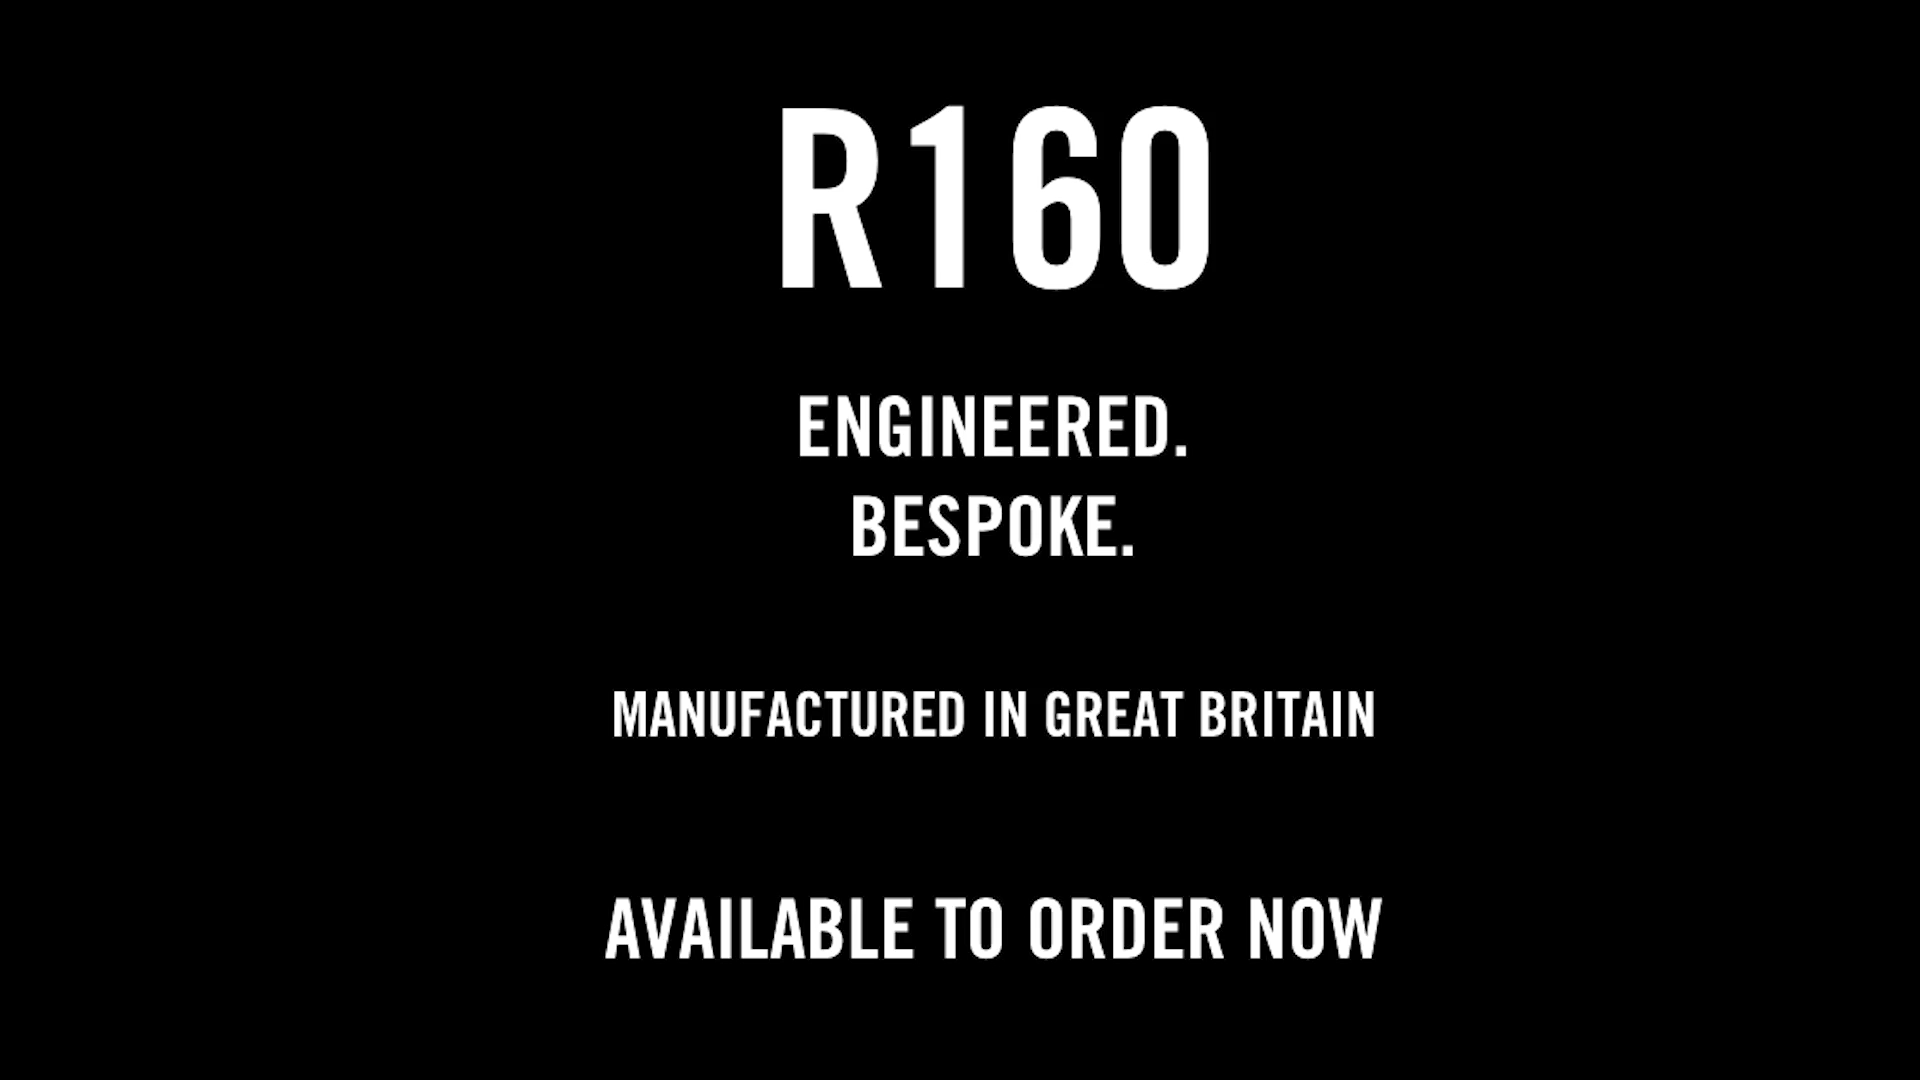 R160
ENGINEERED.
BESPOKE.
MANUFACTURED IN GREAT BRITAIN
AVAILABLE TO ORDER NOW